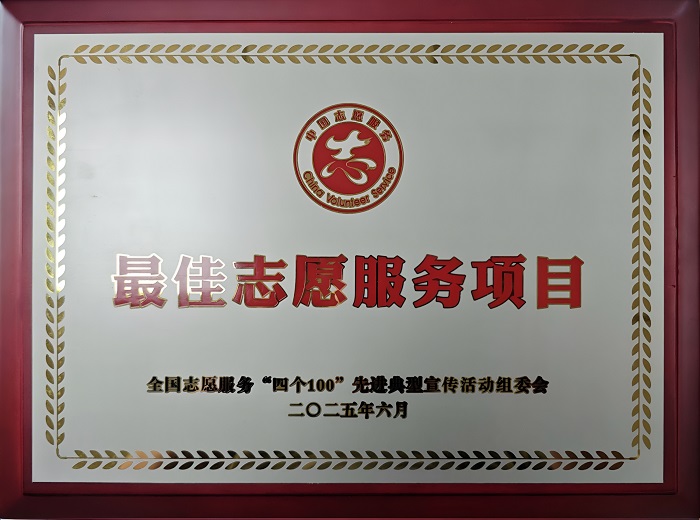 中国志愿服务
志
China Volunteer Service
最佳志愿服务项目
全国志愿服务“四个100”先进典型宣传活动组委会
二〇二五年六月